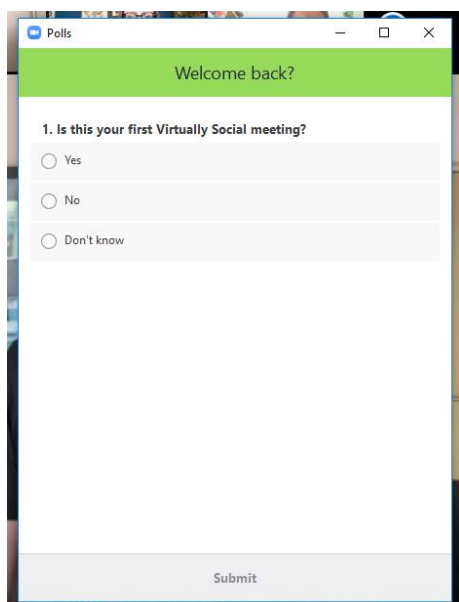 Polls
Welcome back?
1. Is this your first Virtually Social meeting?
Yes
No
Don't know
Submit